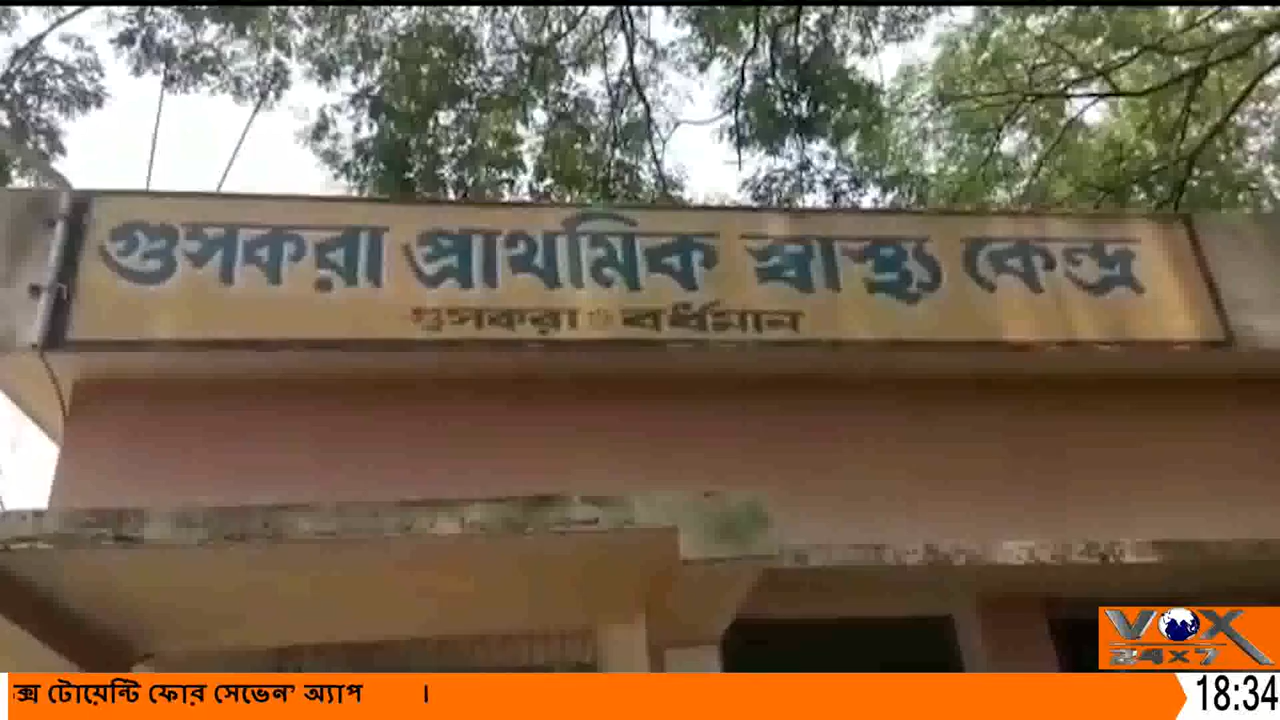 গুসকরা প্রাথমিক স্বাস্থ্য কেন্দ্র
গুসকরা ঃ বর্ধমান
VOX
24x7
ক্স টোয়েন্টি ফোর সেভেন' অ্যাপ ।
18:34